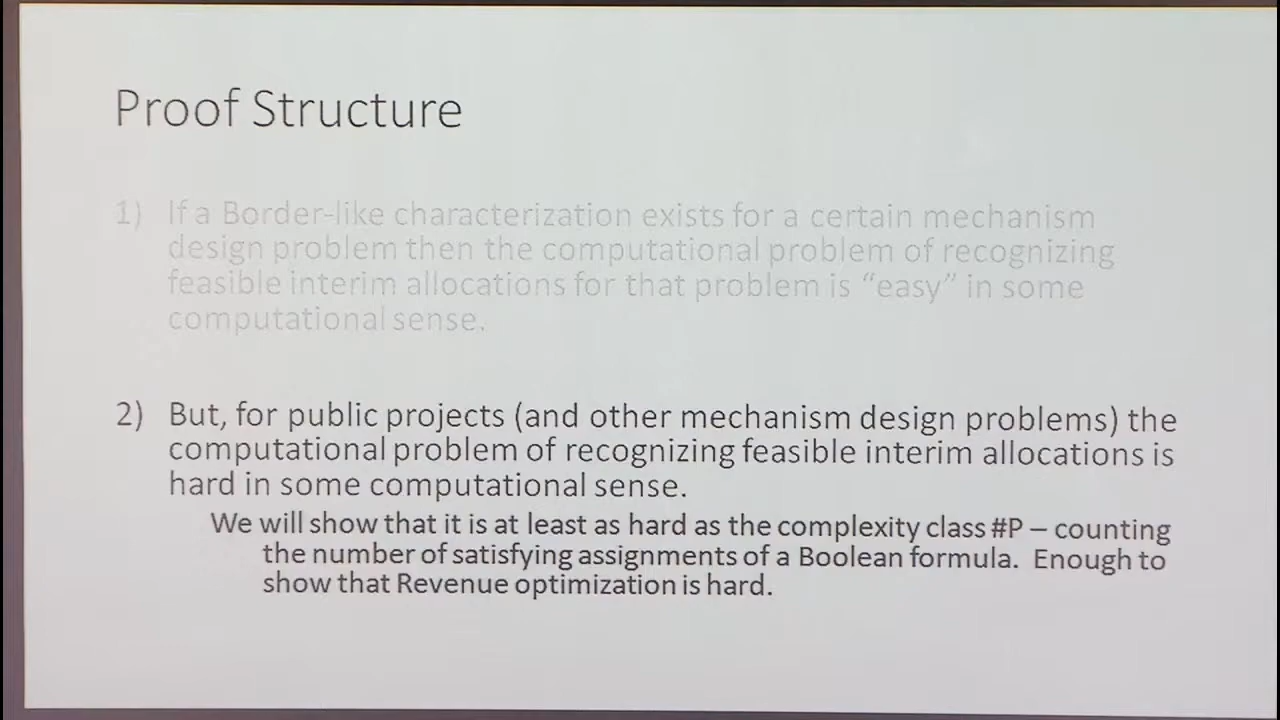 Proof Structure
1) If a Border-like characterization exists for a certain mechanism
design problem then the computational problem of recognizing
feasible interim allocations for that problem is “easy” in some
computational sense.
2) But, for public projects (and other mechanism design problems) the
computational problem of recognizing feasible interim allocations is
hard in some computational sense.
We will show that it is at least as hard as the complexity class #P – counting
the number of satisfying assignments of a Boolean formula. Enough to
show that Revenue optimization is hard.